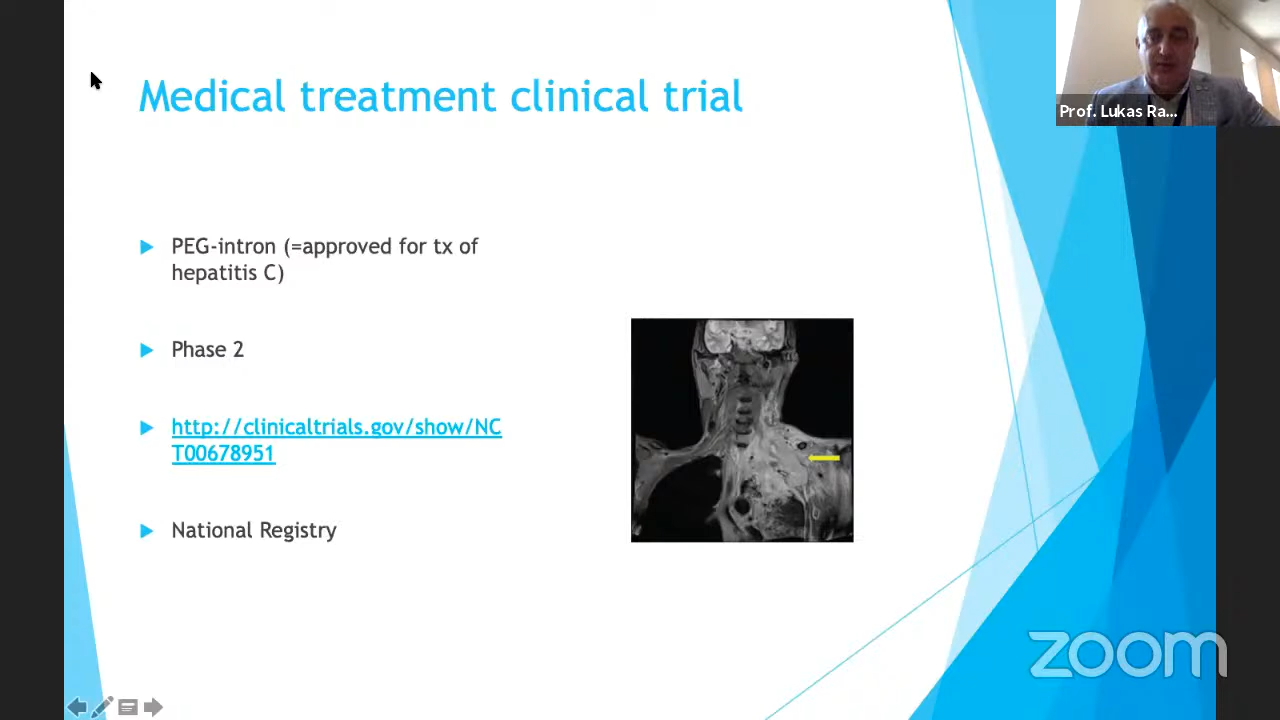 Medical treatment clinical trial
Prof. Lukas Ra...
PEG-intron (=approved for tx of
hepatitis C)
Phase 2
http://clinicaltrials.gov/show/NC
T00678951
National Registry
zoom